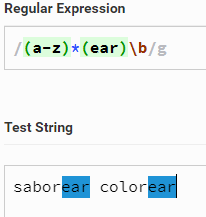 Regular Expression
/(a-z)*(ear)\b/g
Test String
saborear colorear